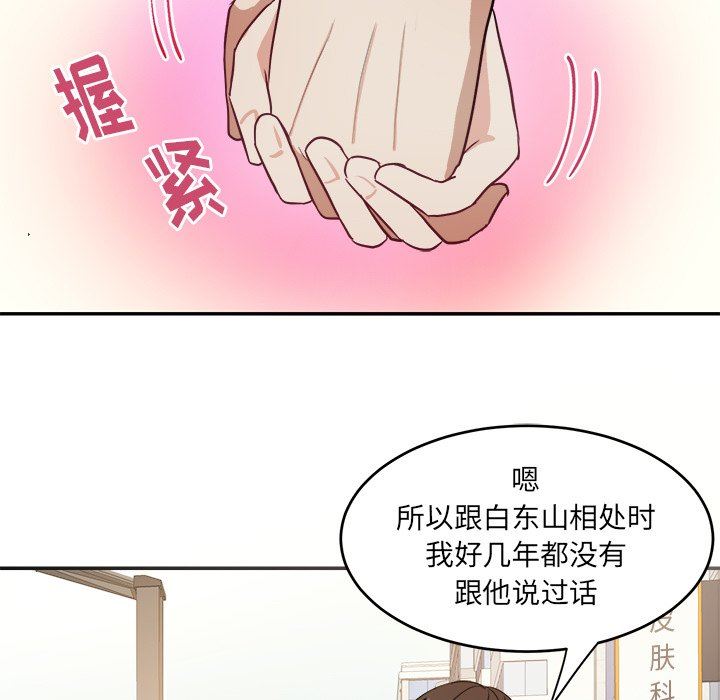 握紧
嗯
所以跟白东山相处时
我好几年都没有
跟他说过话
皮肤科